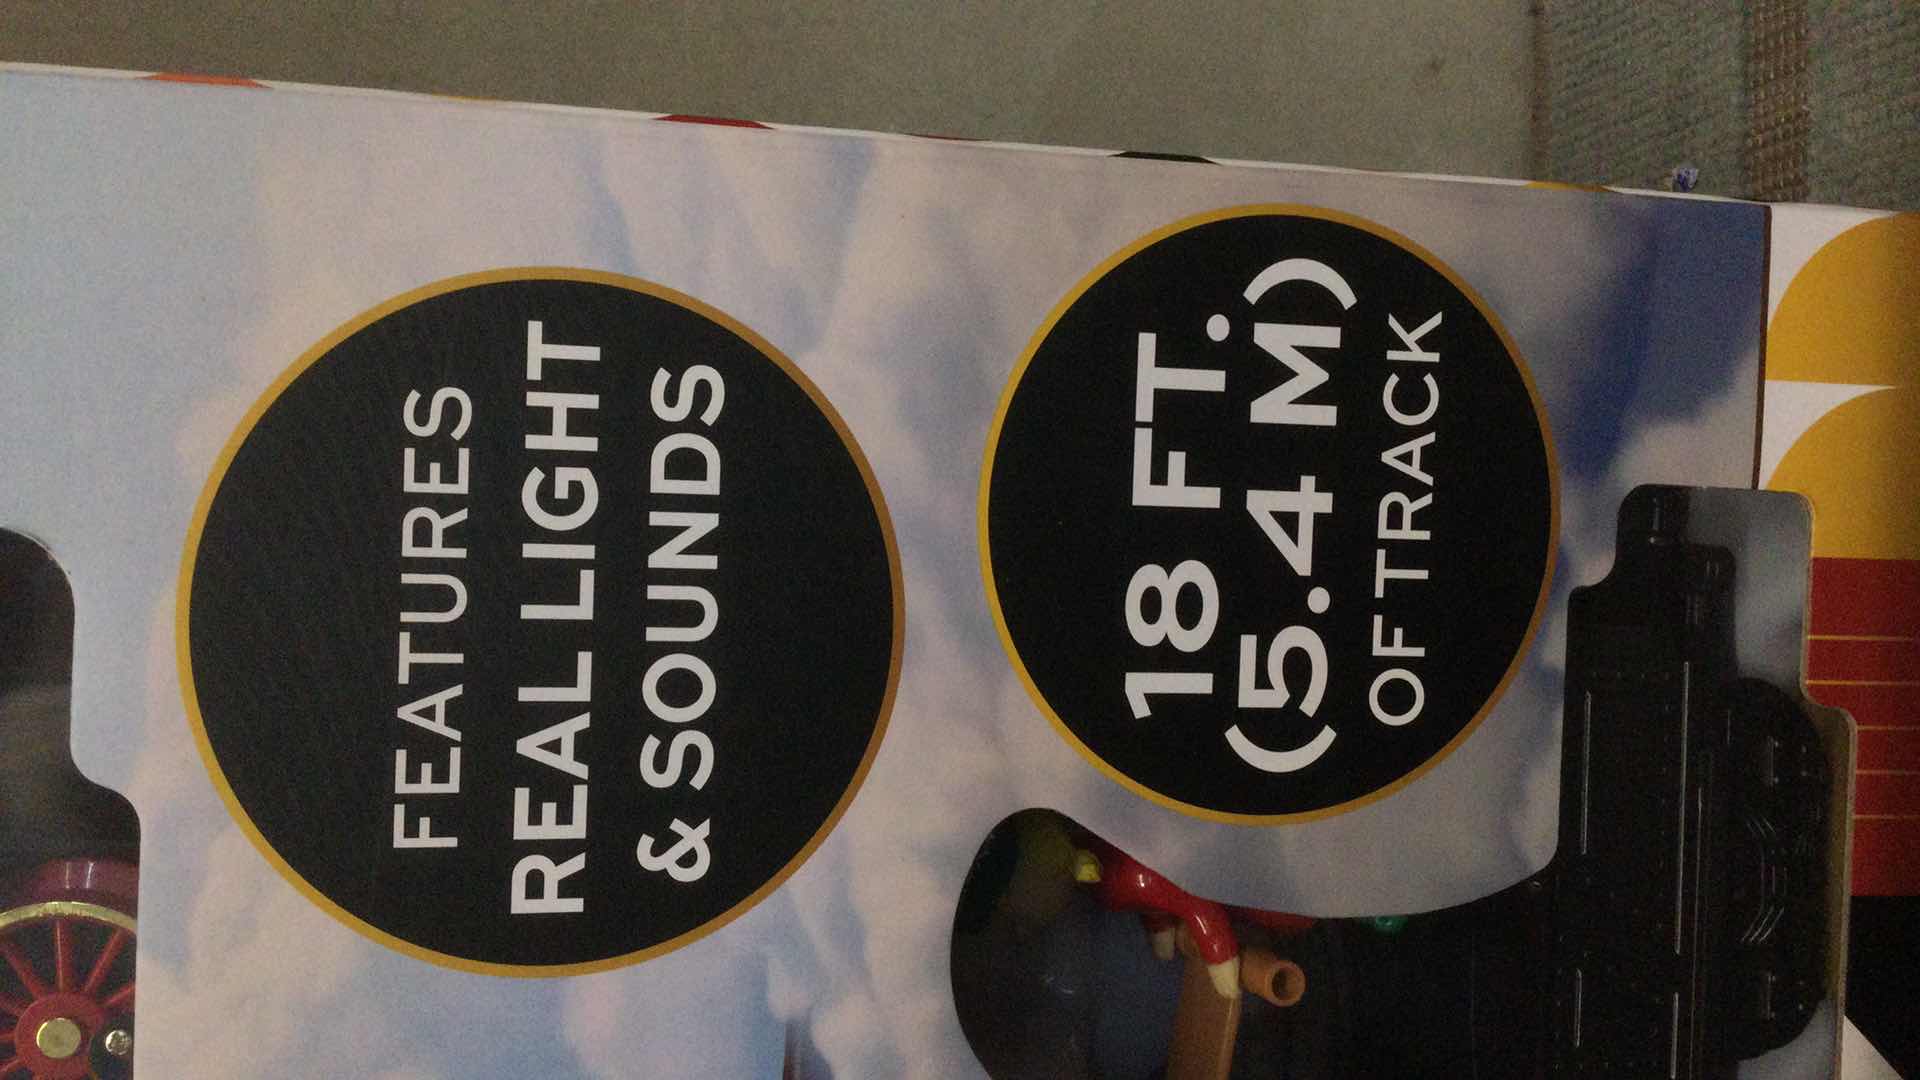 FEATURES
REAL LIGHT
& SOUNDS
18 FT.
(5.4 M)
OF TRACK